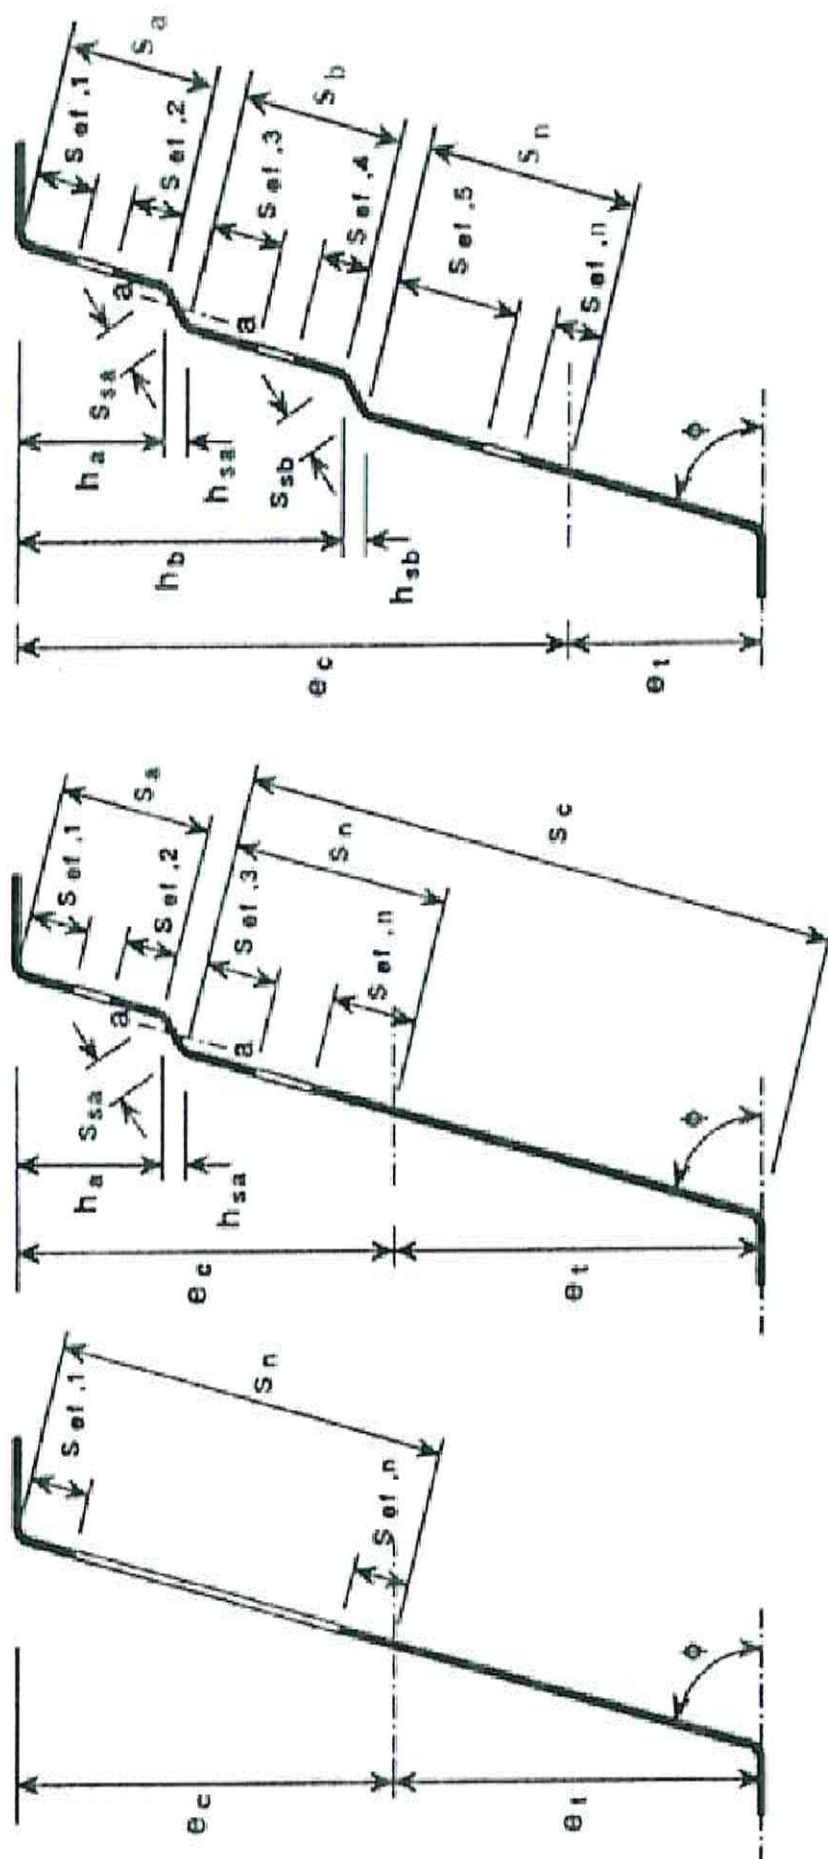 sef,1
sn
ec
sef,n
et
ϕ
sef,1
sa
ha
ssa
a
sef,2
hsa
a
sef,3
sn
ec
sef,n
sc
et
ϕ
sef,1
sa
ha
ssa
a
sef,2
hsa
a
sef,3
sb
hb
ssb
sef,4
hsb
sef,5
sn
ec
sef,n
et
ϕ